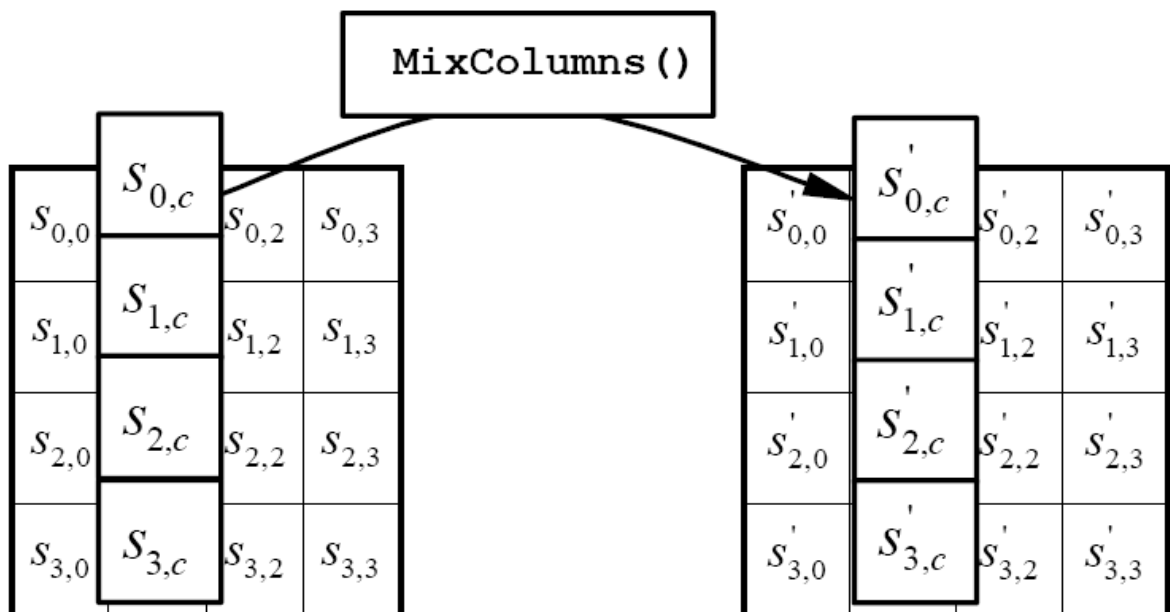 MixColumns()
S0,c S'0,c
S0,0 S0,2 S0,3 S'0,0 S'0,2 S'0,3
S1,c S'1,c
S1,0 S1,2 S1,3 S'1,0 S'1,2 S'1,3
S2,c S'2,c
S2,0 S2,2 S2,3 S'2,0 S'2,2 S'2,3
S3,c S'3,c
S3,0 S3,2 S3,3 S'3,0 S'3,2 S'3,3